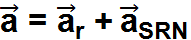 a⃗ = a⃗r + a⃗SRN